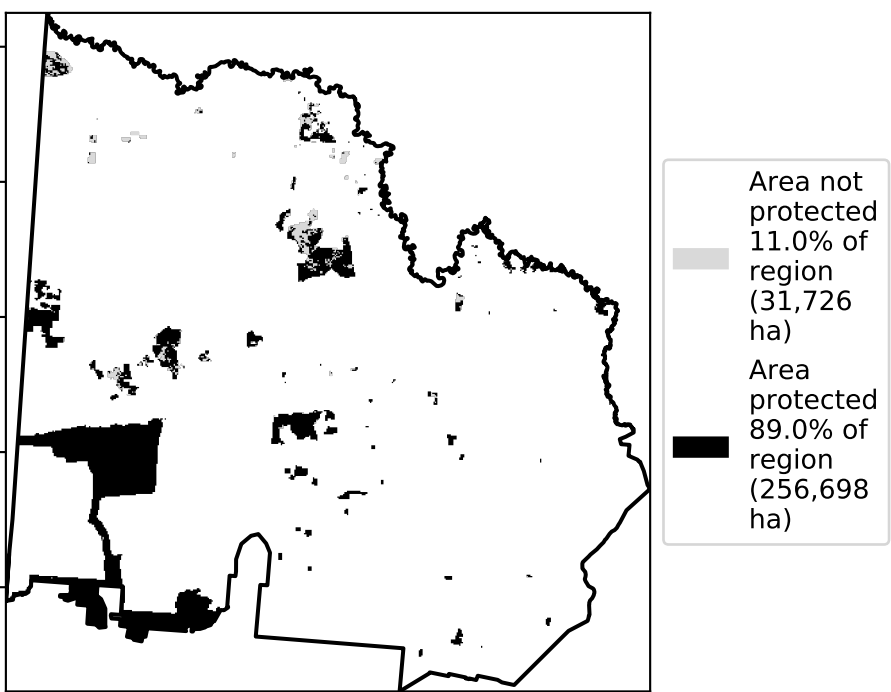 Area not
protected
11.0% of
region
(31,726
ha)
Area
protected
89.0% of
region
(256,698
ha)